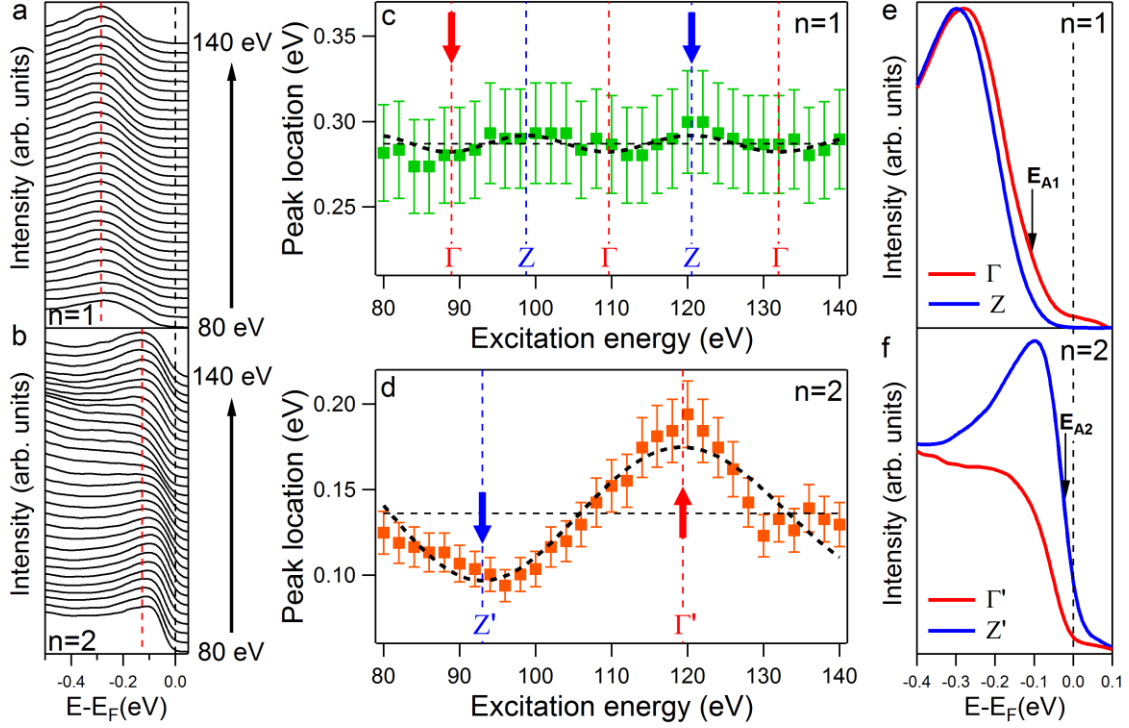 a
Intensity (arb. units)
140 eV
n=1
80 eV
b
Intensity (arb. units)
140 eV
n=2
80 eV
-0.4 -0.2 0.0
E-E_F(eV)
c
n=1
Peak location (eV)
0.35
0.30
0.25
Γ Z Γ Z Γ
80 90 100 110 120 130 140
Excitation energy (eV)
d
n=2
Peak location (eV)
0.20
0.15
0.10
Z' Γ'
80 90 100 110 120 130 140
Excitation energy (eV)
e
n=1
Intensity (arb. units)
E_A1
Γ
Z
f
n=2
Intensity (arb. units)
E_A2
Γ'
Z'
-0.4 -0.3 -0.2 -0.1 0.0 0.1
E-E_F(eV)